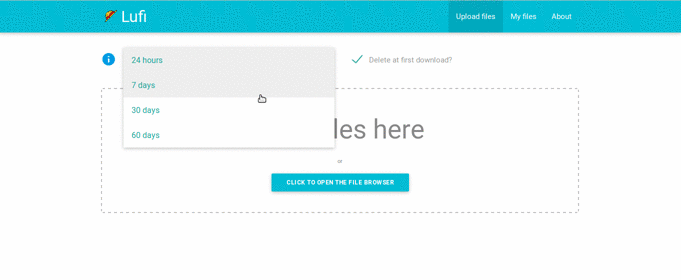 Lufi
Upload files My files About
24 hours
Delete at first download?
7 days
30 days
60 days
les here
or
CLICK TO OPEN THE FILE BROWSER